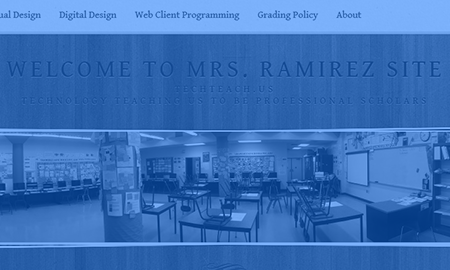 ual Design Digital Design Web Client Programming Grading Policy About
WELCOME TO MRS. RAMIREZ SITE
TECHTEACH.US
TECHNOLOGY TEACHING US TO BE PROFESSIONAL SCHOLARS